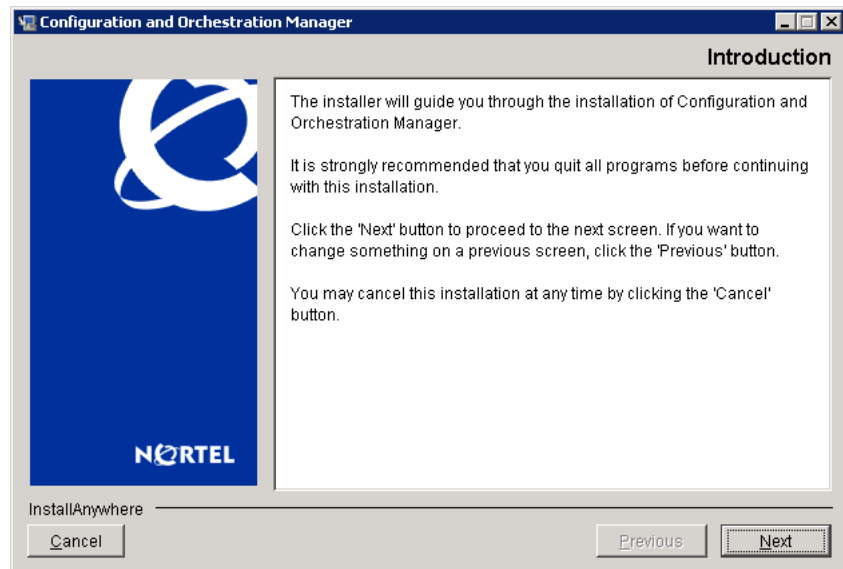 Configuration and Orchestration Manager
Introduction
The installer will guide you through the installation of Configuration and
Orchestration Manager.
It is strongly recommended that you quit all programs before continuing
with this installation.
Click the 'Next' button to proceed to the next screen. If you want to
change something on a previous screen, click the 'Previous' button.
You may cancel this installation at any time by clicking the 'Cancel'
button.
NORTEL
InstallAnywhere
Cancel
Previous
Next